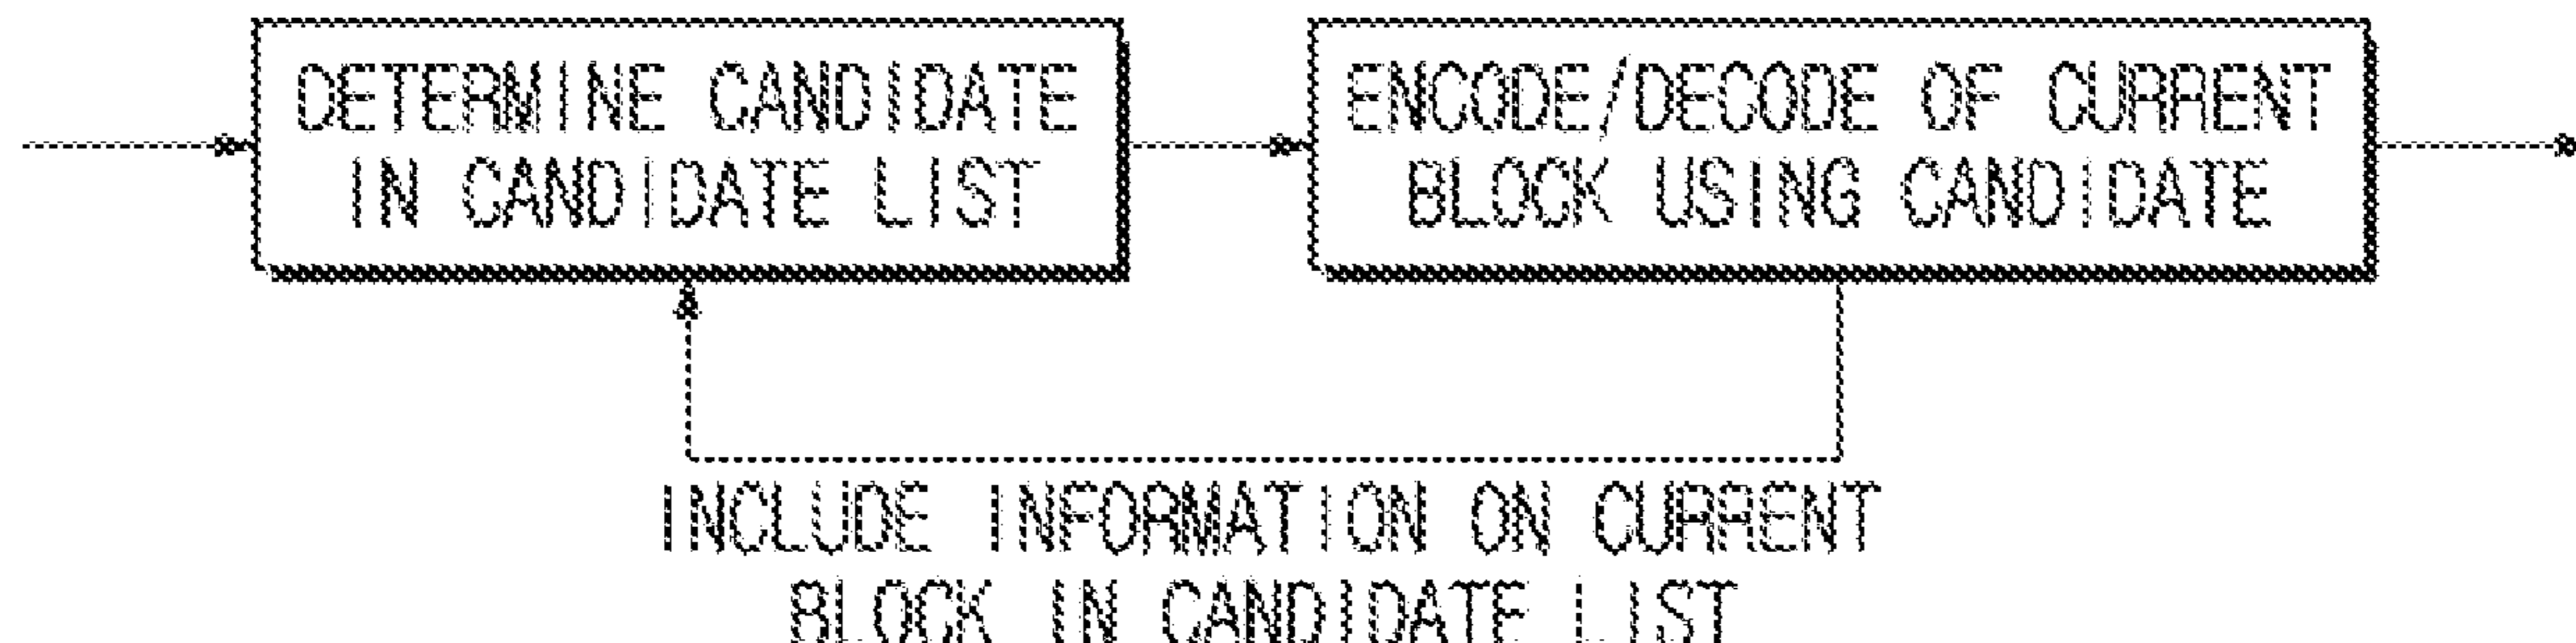 DETERMINE CANDIDATE
IN CANDIDATE LIST
ENCODE/DECODE OF CURRENT
BLOCK USING CANDIDATE
INCLUDE INFORMATION ON CURRENT
BLOCK IN CANDIDATE LIST